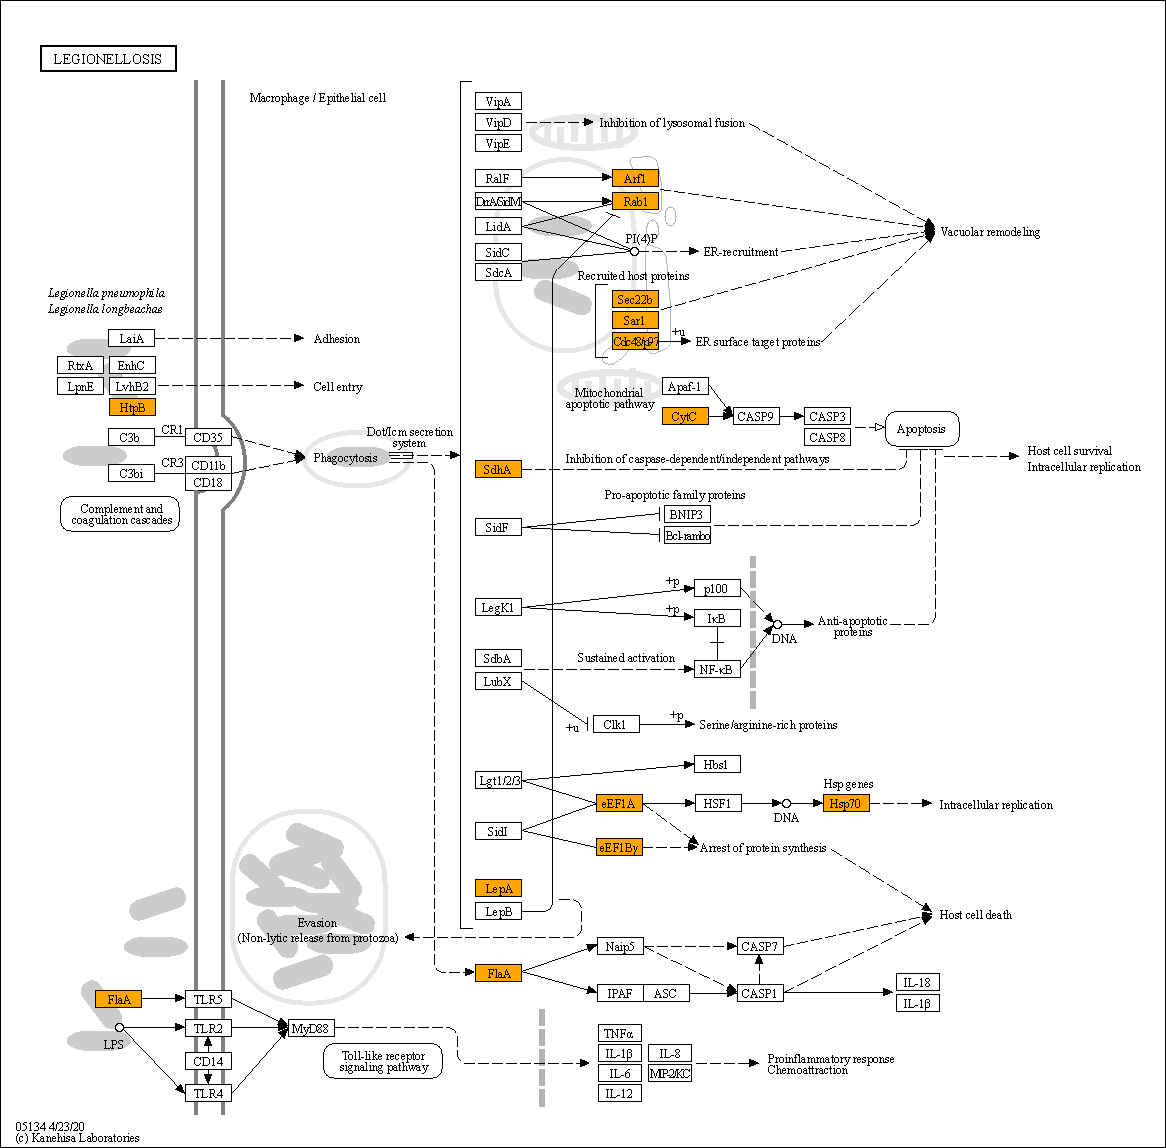 LEGIONELLOSIS
Macrophage / Epithelial cell
VipA
VipD
Inhibition of lysosomal fusion
VipE
RalF
Arf1
DrrA/SidM
Rab1
LidA
Vacuolar remodeling
PI(4)P
SidC
ER-recruitment
SdcA
Recruited host proteins
Legionella pneumophila
Legionella longbeachae
Sec22b
Sar1
+u
Cdc48/p97
ER surface target proteins
LaiA
Adhesion
RtxA
EnhC
LpnE
LvhB2
Cell entry
HtpB
Mitochondrial
apoptotic pathway
Apaf-1
CytC
CASP9
CASP3
CASP8
Apoptosis
C3b
CR1
CD35
Dot/Icm secretion
system
Phagocytosis
C3bi
CR3
CD11b
CD18
SdhA
Inhibition of caspase-dependent/independent pathways
Host cell survival
Intracellular replication
Complement and
coagulation cascades
Pro-apoptotic family proteins
SidF
BNIP3
Bcl-rambo
+p
p100
LegK1
+p
IκB
DNA
Anti-apoptotic
proteins
SdbA
Sustained activation
NF-κB
LubX
+u
Clk1
+p
Serine/arginine-rich proteins
Hbs1
Lgt1/2/3
Hsp genes
eEF1A
HSF1
DNA
Hsp70
Intracellular replication
SidI
eEF1By
Arrest of protein synthesis
LepA
LepB
Host cell death
Evasion
(Non-lytic release from protozoa)
Naip5
CASP7
FlaA
IPAF
ASC
CASP1
IL-18
IL-1β
FlaA
TLR5
LPS
TLR2
MyD88
CD14
TLR4
Toll-like receptor
signaling pathway
TNFα
IL-1β
IL-8
IL-6
MIP-2/KC
IL-12
Proinflammatory response
Chemoattraction
05134 4/23/20
(c) Kanehisa Laboratories